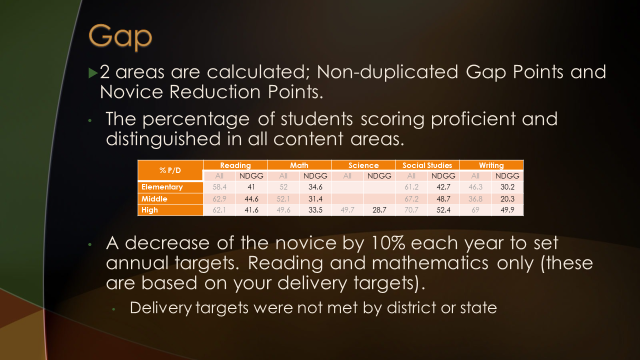 Gap
2 areas are calculated; Non-duplicated Gap Points and
Novice Reduction Points.
The percentage of students scoring proficient and
distinguished in all content areas.
% P/D Reading Math Science Social Studies Writing
All NDGG All NDGG All NDGG All NDGG All NDGG
Elementary 58.4 41 52 34.6 61.2 42.7 46.3 30.2
Middle 62.9 44.6 52.1 31.4 67.2 48.7 36.8 20.3
High 62.1 41.6 49.6 33.5 49.7 28.7 70.7 52.4 69 49.9
A decrease of the novice by 10% each year to set
annual targets. Reading and mathematics only (these
are based on your delivery targets).
Delivery targets were not met by district or state